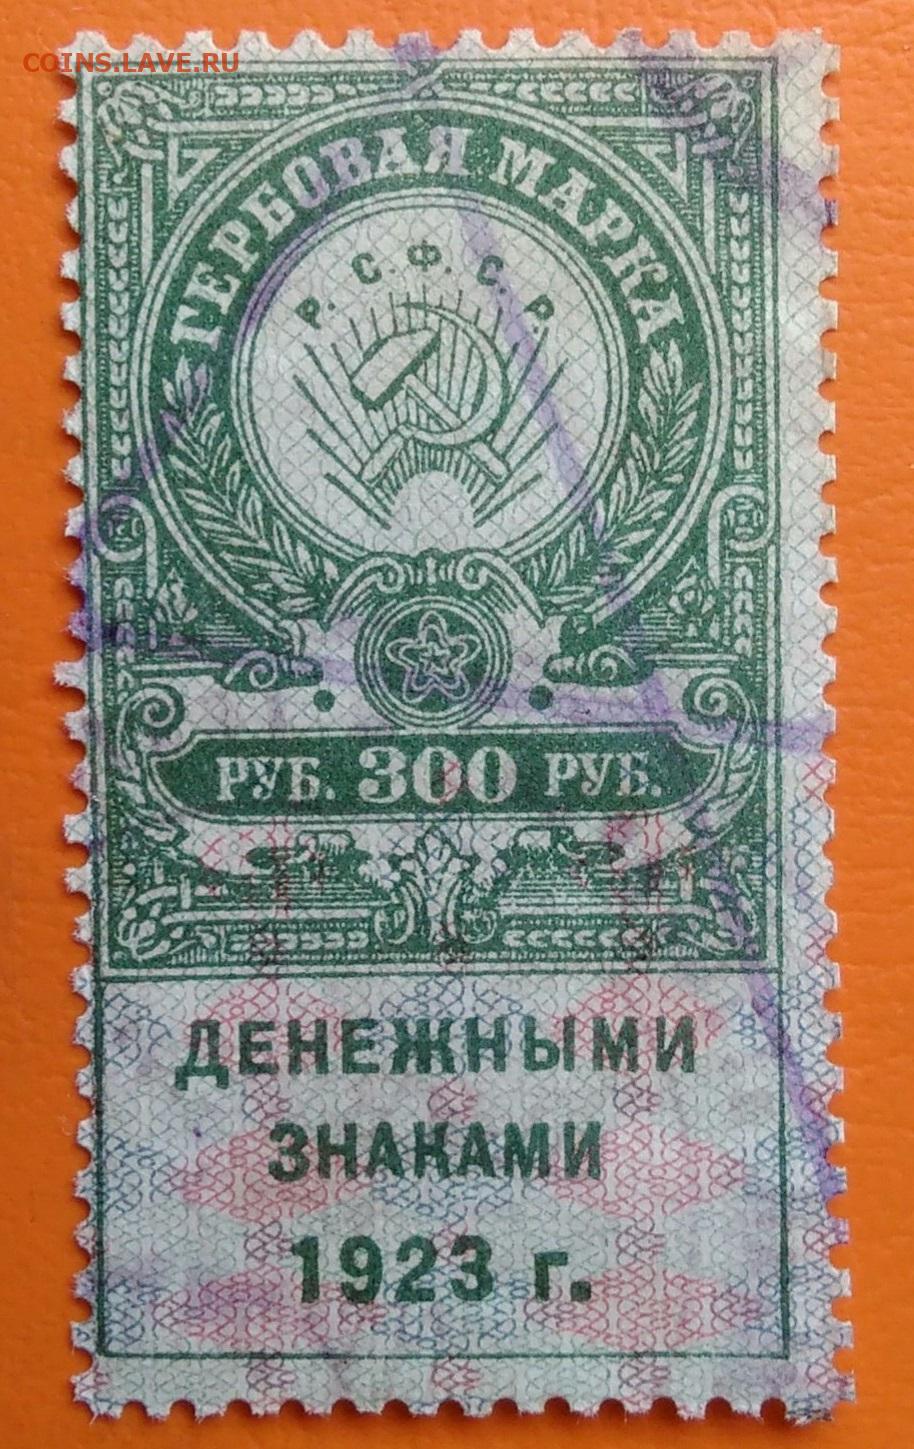 COINS.LAVE.RU
ГЕРБОВАЯ МАРКА
Р. С. Ф. С. Р.
РУБ. 300 РУБ.
ДЕНЕЖНЫМИ
ЗНАКАМИ
1923 г.